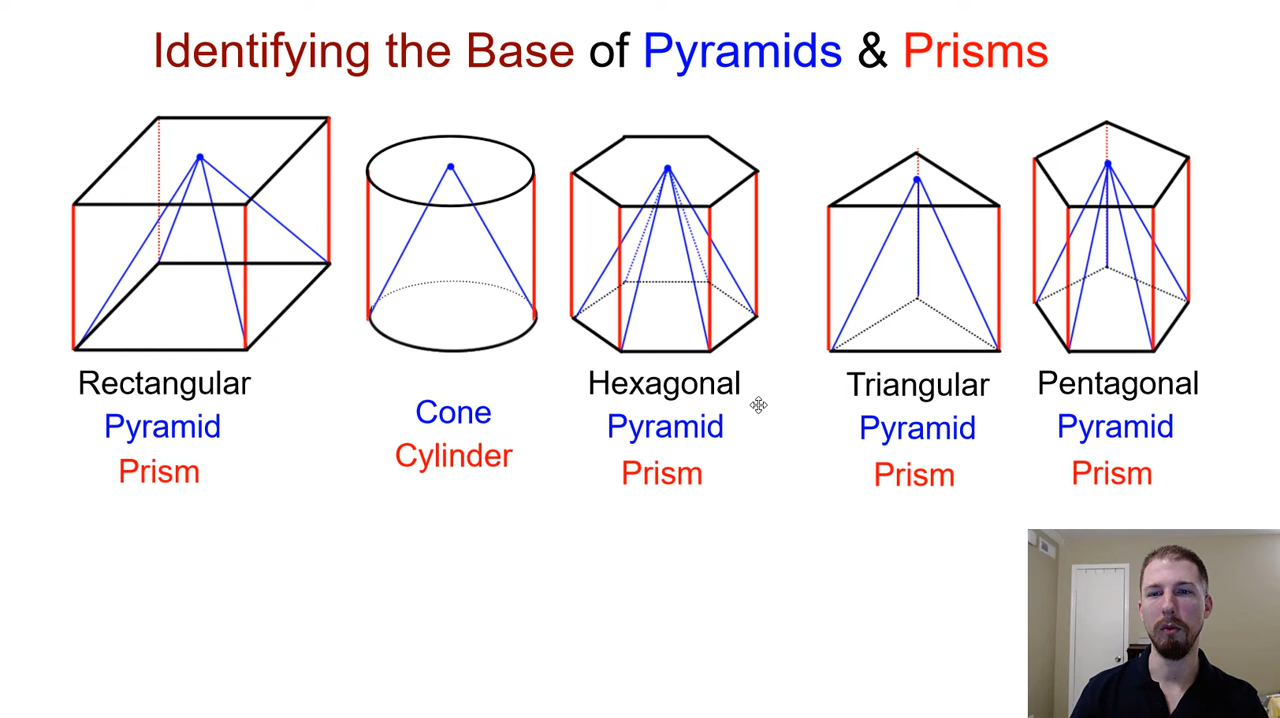 Identifying the Base of Pyramids & Prisms
Rectangular
Pyramid
Prism
Cone
Cylinder
Hexagonal
Pyramid
Prism
Triangular
Pyramid
Prism
Pentagonal
Pyramid
Prism